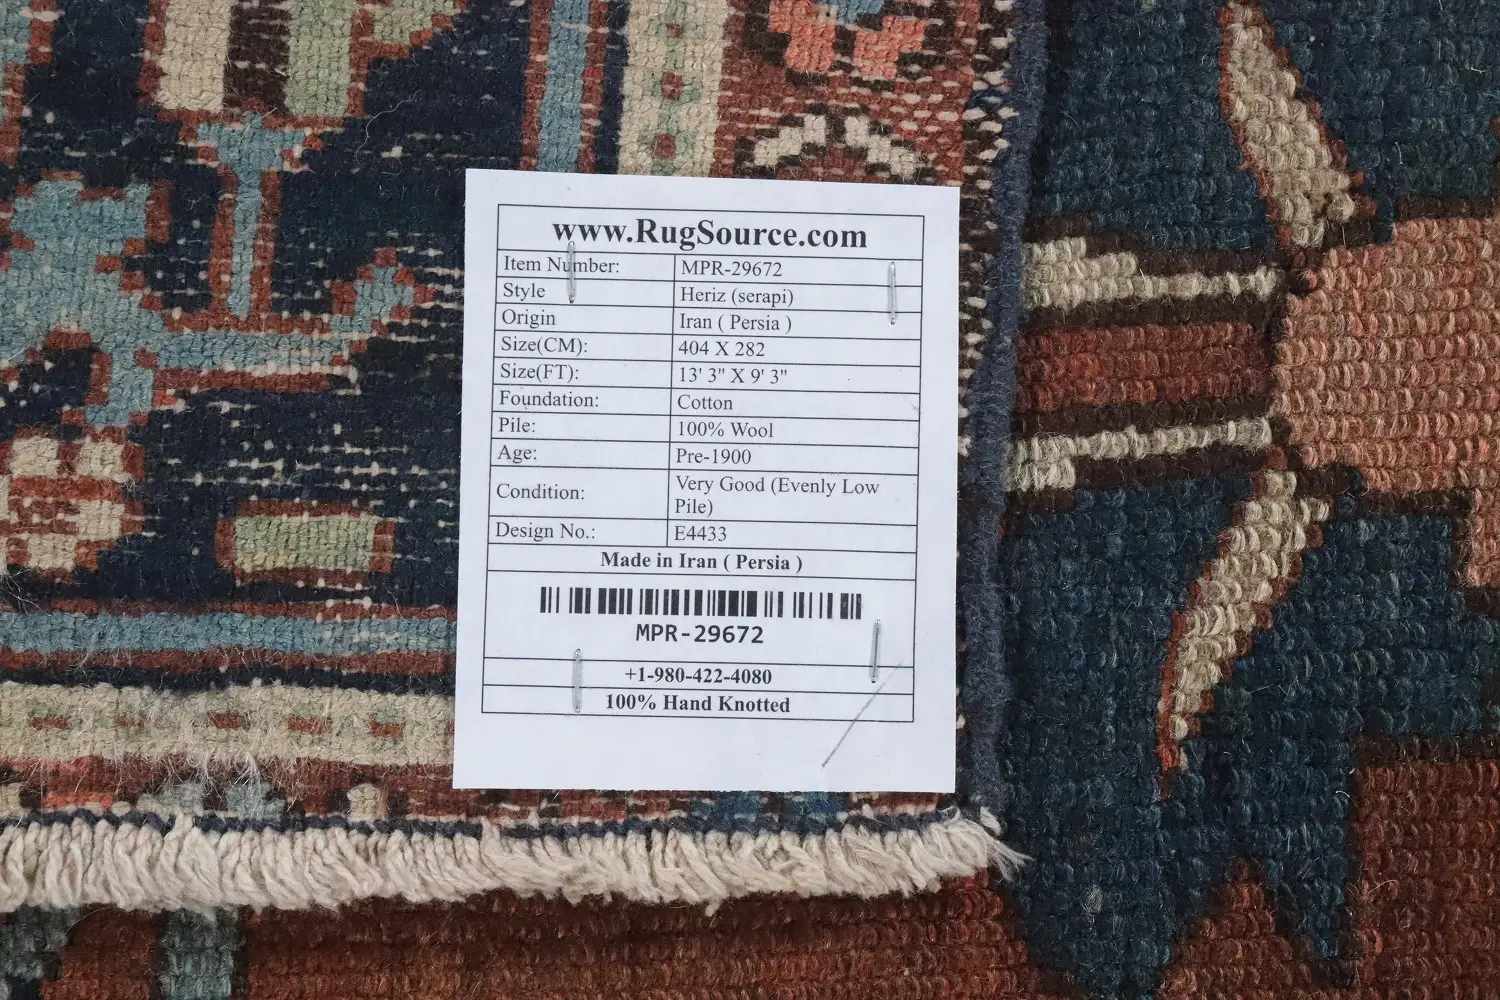 www.RugSource.com
Item Number: MPR-29672
Style Heriz (serapi)
Origin Iran ( Persia )
Size(CM): 404 X 282
Size(FT): 13' 3" X 9' 3"
Foundation: Cotton
Pile: 100% Wool
Age: Pre-1900
Condition: Very Good (Evenly Low
Pile)
Design No.: E4433
Made in Iran ( Persia )
MPR-29672
+1-980-422-4080
100% Hand Knotted